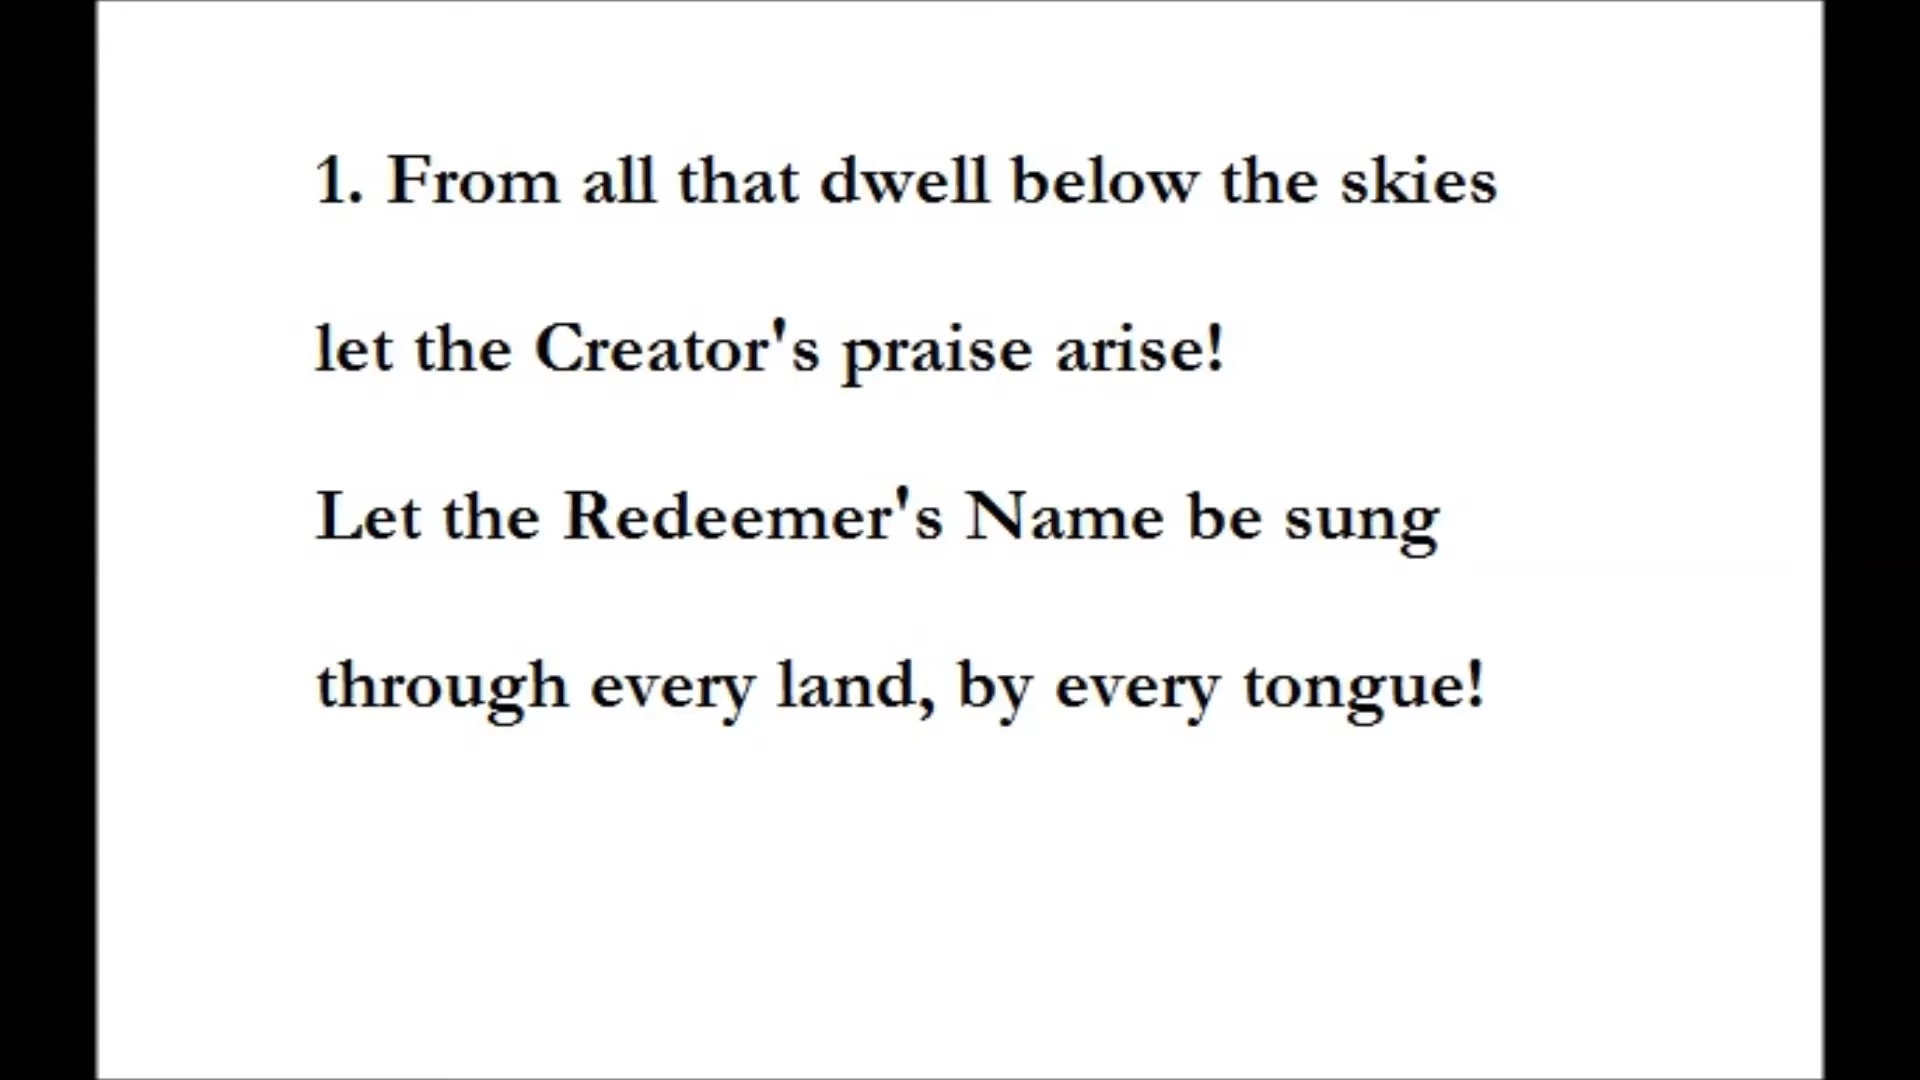 1. From all that dwell below the skies
let the Creator's praise arise!
Let the Redeemer's Name be sung
through every land, by every tongue!